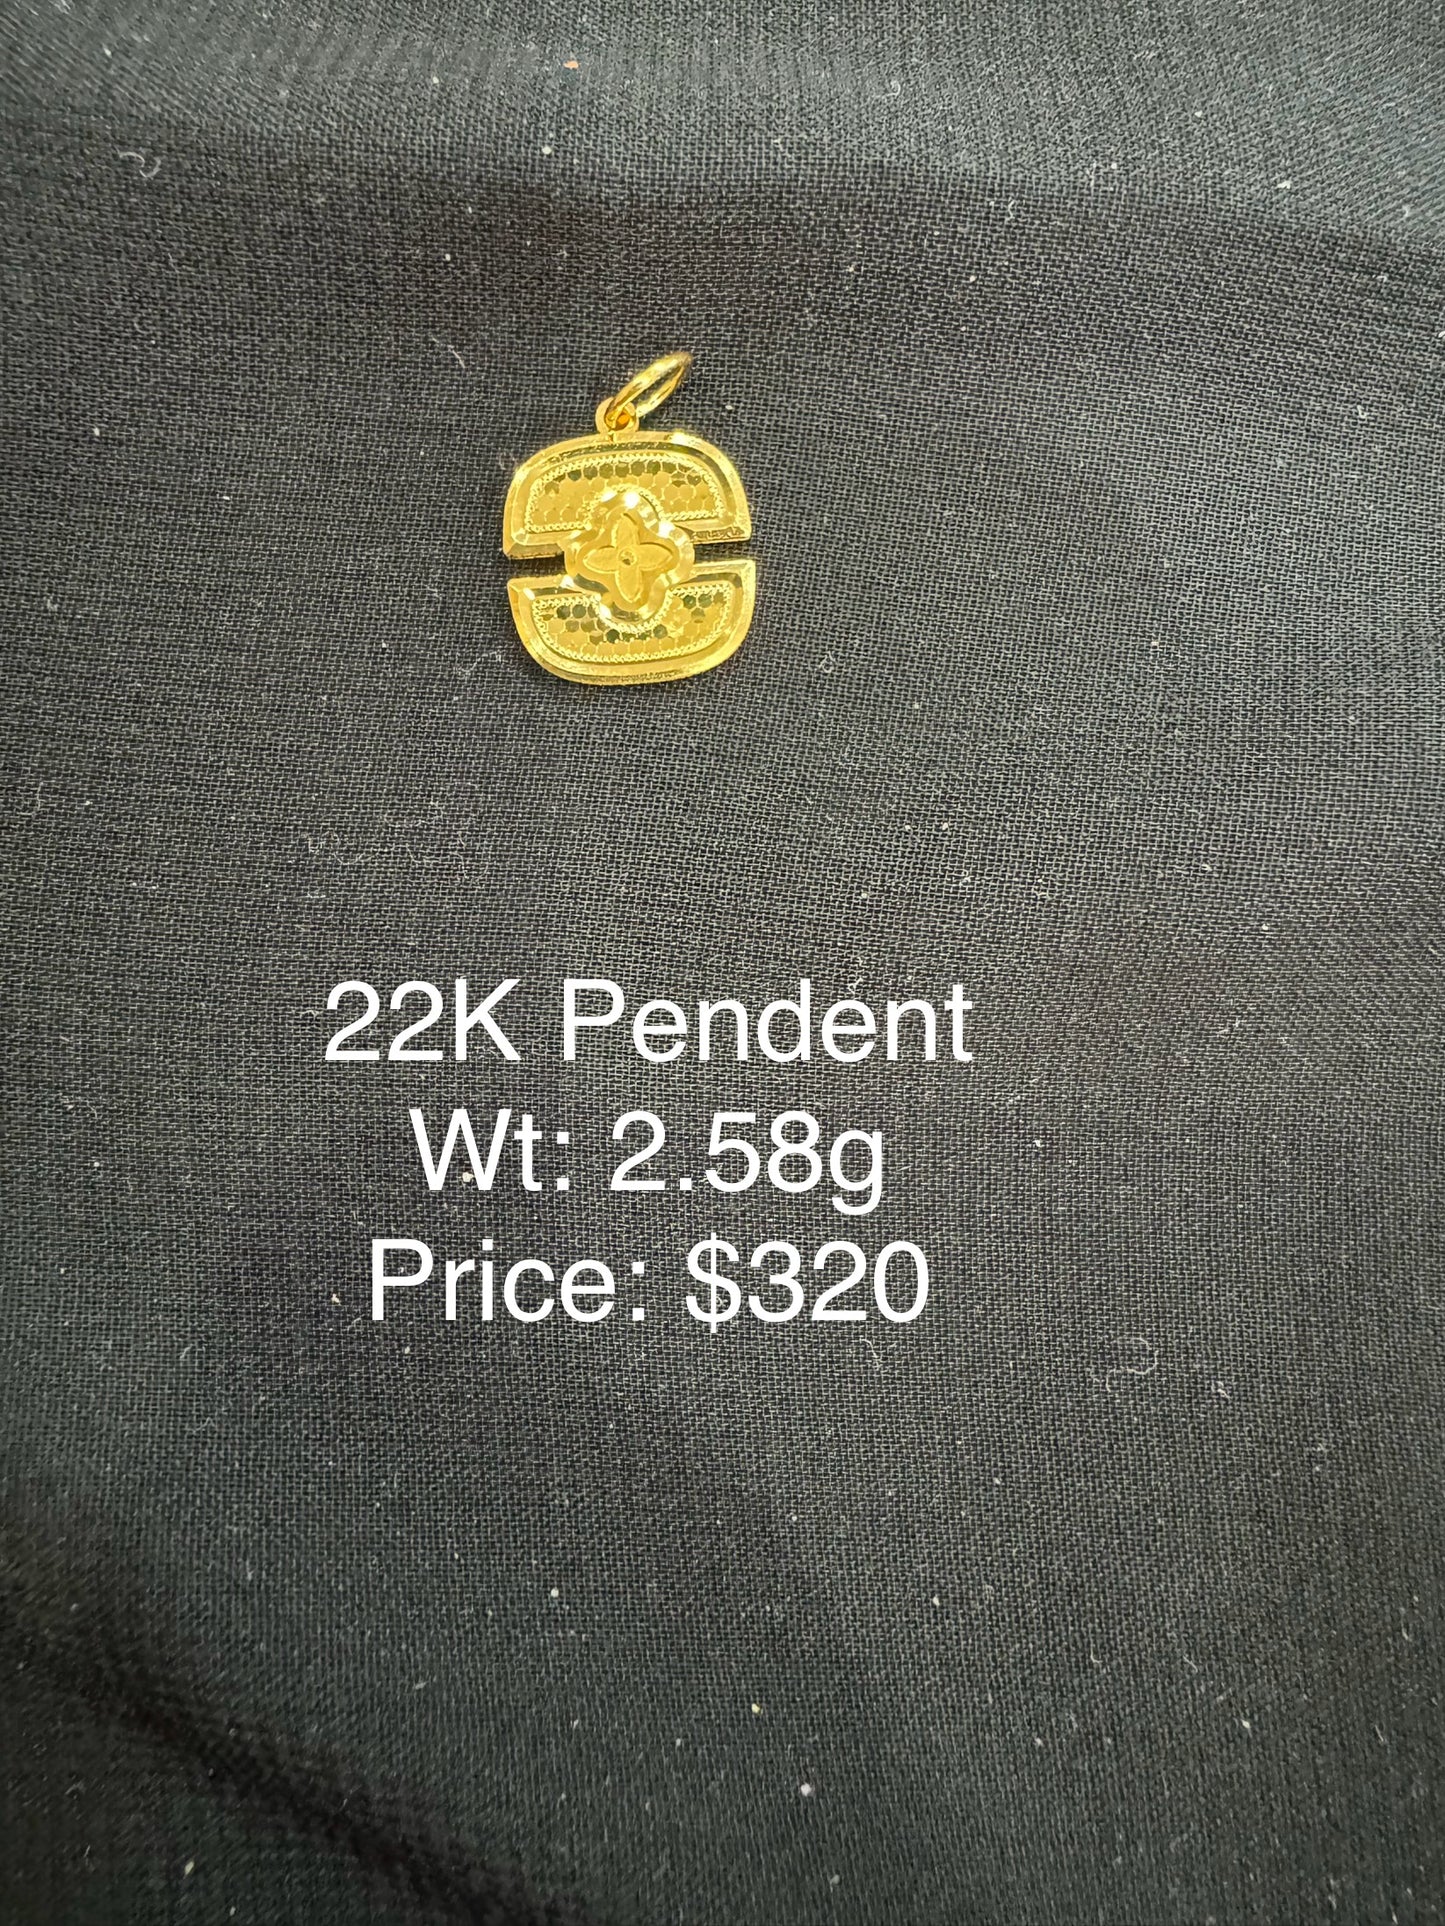 22K Pendent
Wt: 2.58g
Price: $320